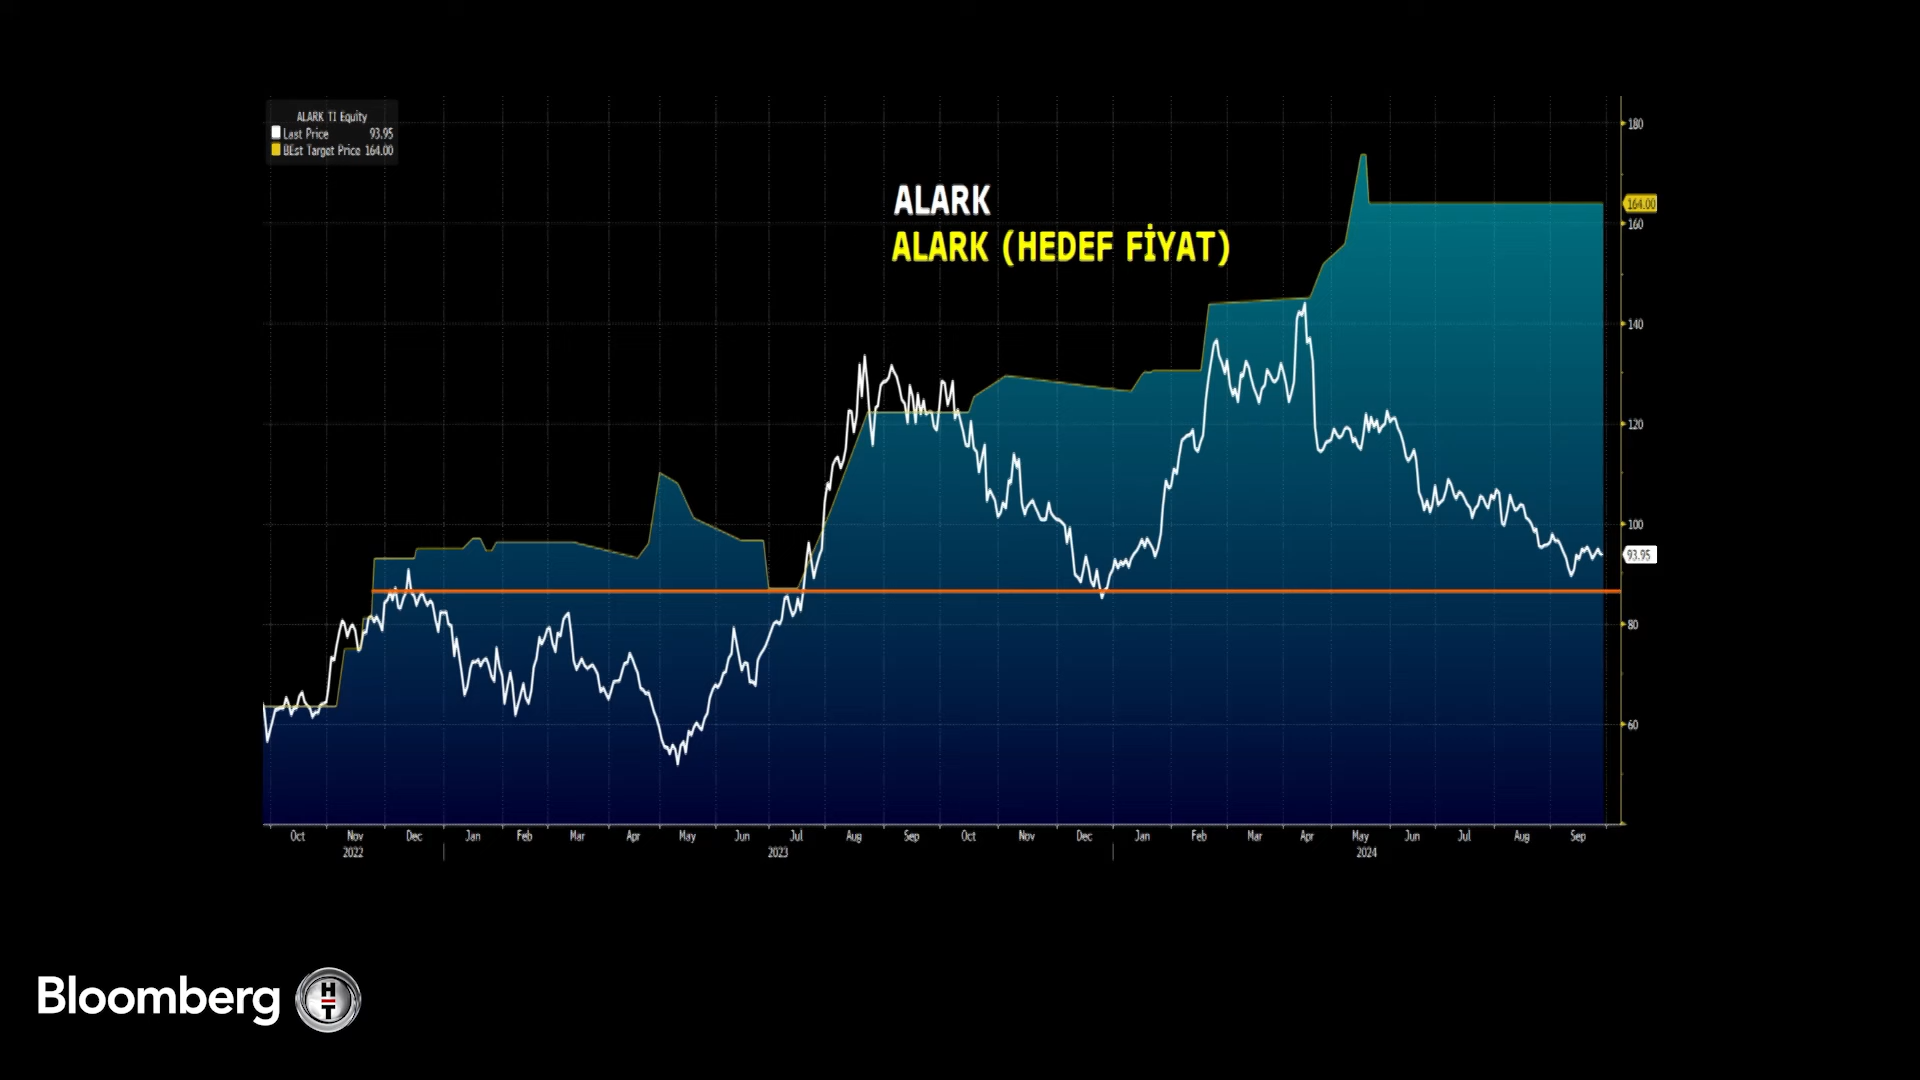 ALARK TI Equity
Last Price 93.95
BEst Target Price 164.00
ALARK
ALARK (HEDEF FİYAT)
180
164.00
160
140
120
100
93.95
80
60
Oct Nov Dec Jan Feb Mar Apr May Jun Jul Aug Sep Oct Nov Dec Jan Feb Mar Apr May Jun Jul Aug Sep
2022 2023 2024
Bloomberg HT